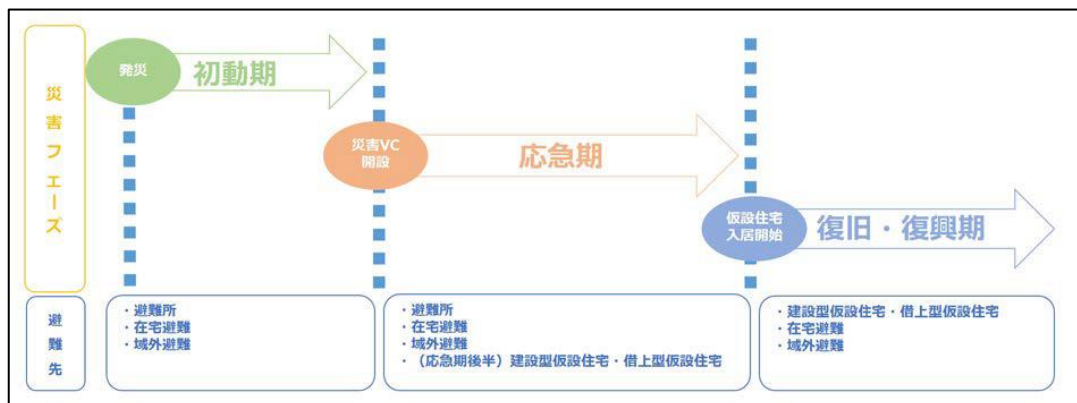 災害フェーズ
発災
初動期
災害VC
開設
応急期
仮設住宅
入居開始
復旧・復興期
避難先
・避難所
・在宅避難
・域外避難
・避難所
・在宅避難
・域外避難
・（応急期後半）建設型仮設住宅・借上型仮設住宅
・建設型仮設住宅・借上型仮設住宅
・在宅避難
・域外避難